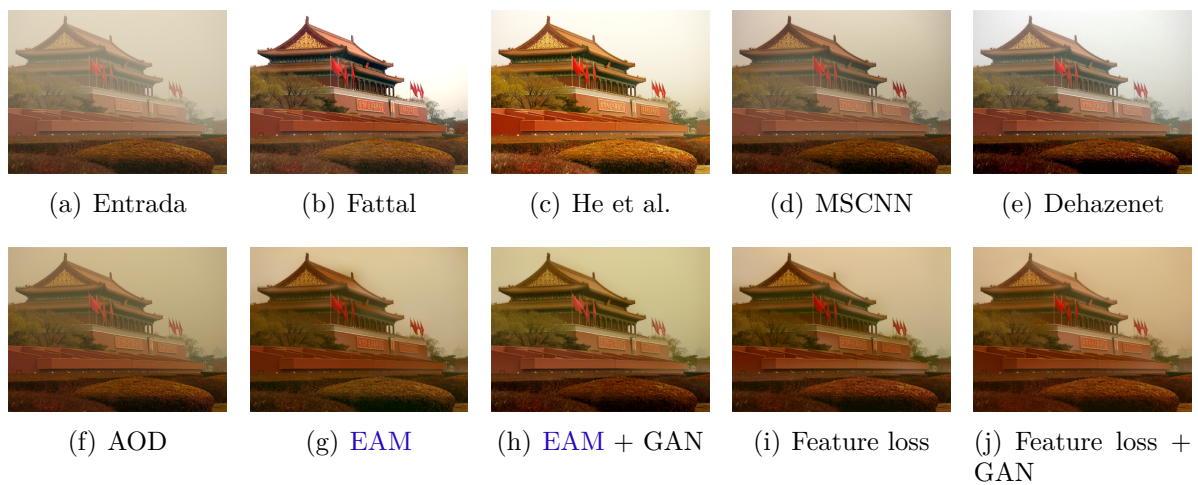 (a) Entrada
(b) Fattal
(c) He et al.
(d) MSCNN
(e) Dehazenet
(f) AOD
(g) EAM
(h) EAM + GAN
(i) Feature loss
(j) Feature loss +
GAN